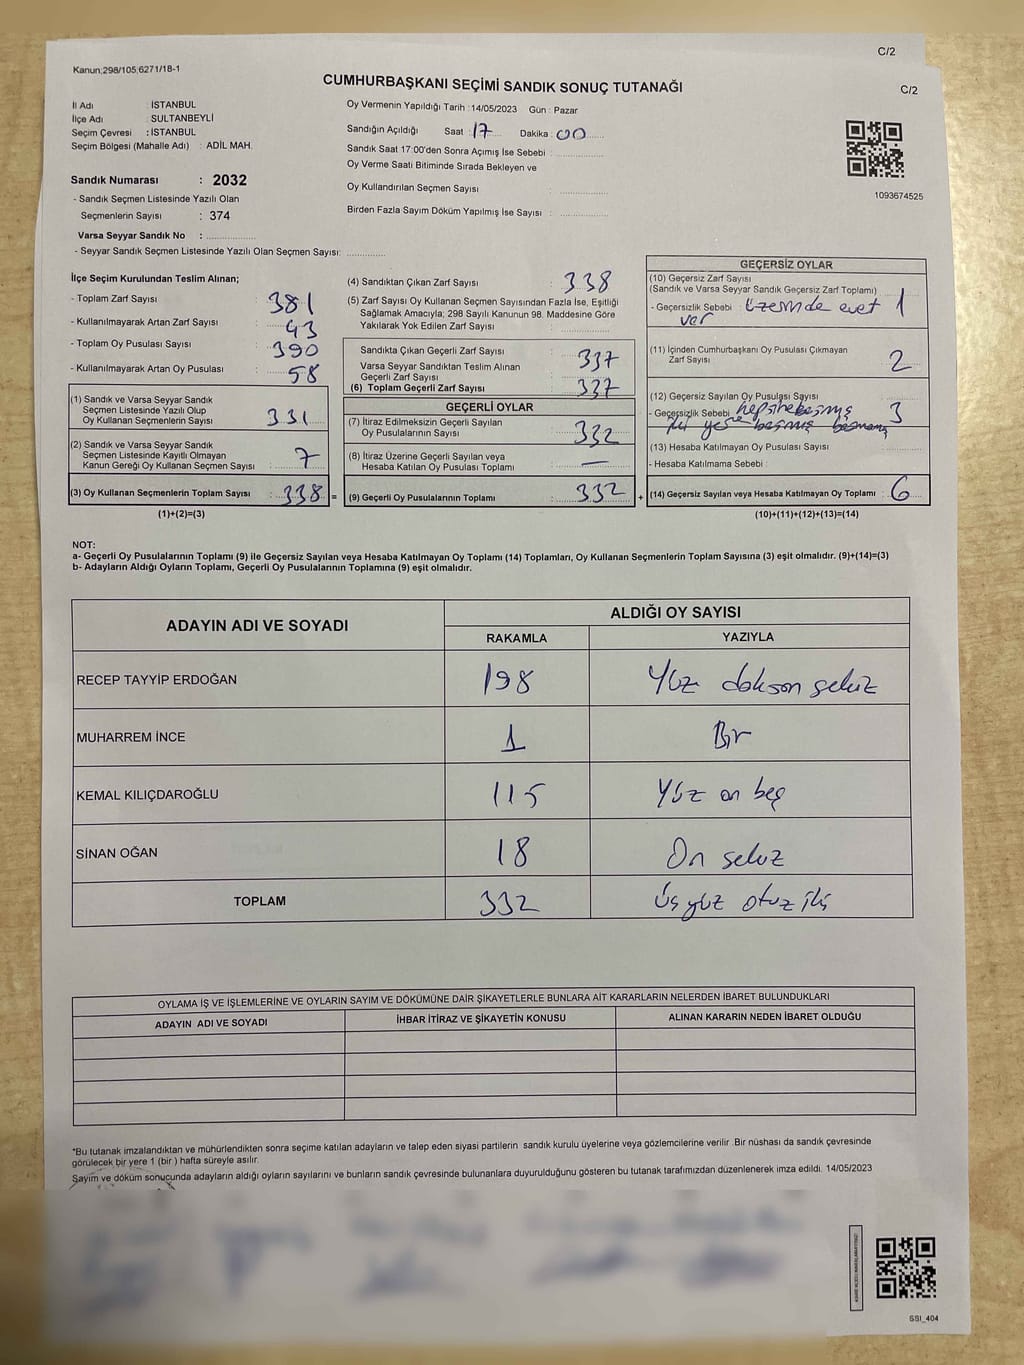 C/2
Kanun:298/105;6271/18-1
C/2
CUMHURBAŞKANI SEÇİMİ SANDIK SONUÇ TUTANAĞI
İl Adı : İSTANBUL
İlçe Adı : SULTANBEYLİ
Seçim Çevresi : İSTANBUL
Seçim Bölgesi (Mahalle Adı) : ADİL MAH.
Oy Vermenin Yapıldığı Tarih :14/05/2023 Gün : Pazar
Sandığın Açıldığı Saat :17 Dakika :00
Sandık Saat 17:00'den Sonra Açımış İse Sebebi :
Oy Verme Saati Bitiminde Sırada Bekleyen ve
Oy Kullandırılan Seçmen Sayısı :
Birden Fazla Sayım Döküm Yapılmış İse Sayısı :
1093674525
Sandık Numarası : 2032
- Sandık Seçmen Listesinde Yazılı Olan
Seçmenlerin Sayısı : 374
Varsa Seyyar Sandık No :
- Seyyar Sandık Seçmen Listesinde Yazılı Olan Seçmen Sayısı:
İlçe Seçim Kurulundan Teslim Alınan;
- Toplam Zarf Sayısı : 381
- Kullanılmayarak Artan Zarf Sayısı : 43
- Toplam Oy Pusulası Sayısı : 390
- Kullanılmayarak Artan Oy Pusulası : 58
(1) Sandık ve Varsa Seyyar Sandık
Seçmen Listesinde Yazılı Olup
Oy Kullanan Seçmenlerin Sayısı : 331
(2) Sandık ve Varsa Seyyar Sandık
Seçmen Listesinde Kayıtlı Olmayan
Kanun Gereği Oy Kullanan Seçmen Sayısı : 7
(3) Oy Kullanan Seçmenlerin Toplam Sayısı : 338 =
(1)+(2)=(3)
(4) Sandıktan Çıkan Zarf Sayısı : 338
(5) Zarf Sayısı Oy Kullanan Seçmen Sayısından Fazla İse, Eşitliği
Sağlamak Amacıyla; 298 Sayılı Kanunun 98. Maddesine Göre
Yakılarak Yok Edilen Zarf Sayısı :
Sandıkta Çıkan Geçerli Zarf Sayısı : 337
Varsa Seyyar Sandıktan Teslim Alınan
Geçerli Zarf Sayısı :
(6) Toplam Geçerli Zarf Sayısı : 337
GEÇERLİ OYLAR
(7) İtiraz Edilmeksizin Geçerli Sayılan
Oy Pusulalarının Sayısı : 332
(8) İtiraz Üzerine Geçerli Sayılan veya
Hesaba Katılan Oy Pusulası Toplamı : —
(9) Geçerli Oy Pusulalarının Toplamı : 332 +
GEÇERSİZ OYLAR
(10) Geçersiz Zarf Sayısı
(Sandık ve Varsa Seyyar Sandık Geçersiz Zarf Toplamı)
- Geçersizlik Sebebi : üzerinde evet 1
var
(11) İçinden Cumhurbaşkanı Oy Pusulası Çıkmayan
Zarf Sayısı : 2
(12) Geçersiz Sayılan Oy Pusulası Sayısı : 3
- Geçersizlik Sebebi : hepsine basmış
iki yere basmış basmamış
(13) Hesaba Katılmayan Oy Pusulası Sayısı :
- Hesaba Katılmama Sebebi :
(14) Geçersiz Sayılan veya Hesaba Katılmayan Oy Toplamı : 6
(10)+(11)+(12)+(13)=(14)
NOT:
a- Geçerli Oy Pusulalarının Toplamı (9) ile Geçersiz Sayılan veya Hesaba Katılmayan Oy Toplamı (14) Toplamları, Oy Kullanan Seçmenlerin Toplam Sayısına (3) eşit olmalıdır. (9)+(14)=(3)
b- Adayların Aldığı Oyların Toplamı, Geçerli Oy Pusulalarının Toplamına (9) eşit olmalıdır.
ADAYIN ADI VE SOYADI
ALDIĞI OY SAYISI
RAKAMLA YAZIYLA
RECEP TAYYİP ERDOĞAN 198 Yüz doksan sekiz
MUHARREM İNCE 1 Bir
KEMAL KILIÇDAROĞLU 115 Yüz on beş
SİNAN OĞAN 18 On sekiz
TOPLAM 332 Üç yüz otuz iki
OYLAMA İŞ VE İŞLEMLERİNE VE OYLARIN SAYIM VE DÖKÜMÜNE DAİR ŞİKAYETLERLE BUNLARA AİT KARARLARIN NELERDEN İBARET BULUNDUKLARI
ADAYIN ADI VE SOYADI İHBAR İTİRAZ VE ŞİKAYETİN KONUSU ALINAN KARARIN NEDEN İBARET OLDUĞU
*Bu tutanak imzalandıktan ve mühürlendikten sonra seçime katılan adayların ve talep eden siyasi partilerin sandık kurulu üyelerine veya gözlemcilerine verilir .Bir nüshası da sandık çevresinde
görülecek bir yere 1 (bir ) hafta süreyle asılır.
Sayım ve döküm sonucunda adayların aldığı oyların sayılarını ve bunların sandık çevresinde bulunanlara duyurulduğunu gösteren bu tutanak tarafımızdan düzenlenerek imza edildi. 14/05/2023
SSI_404